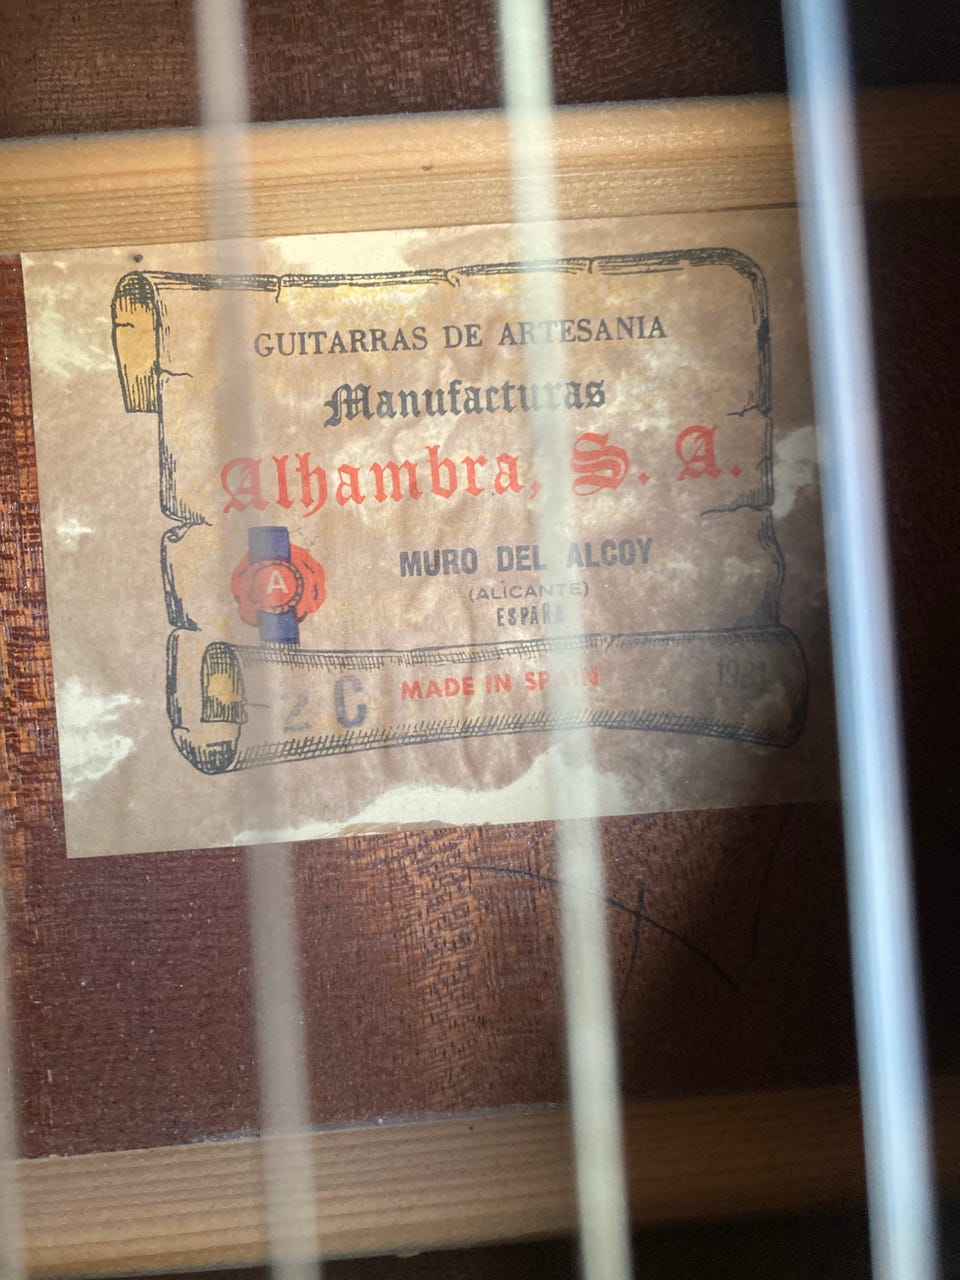 GUITARRAS DE ARTESANIA
Manufacturas
Alhambra, S. A.
A
MURO DEL ALCOY
(ALICANTE)
ESPAÑA
2 C
MADE IN SPAIN